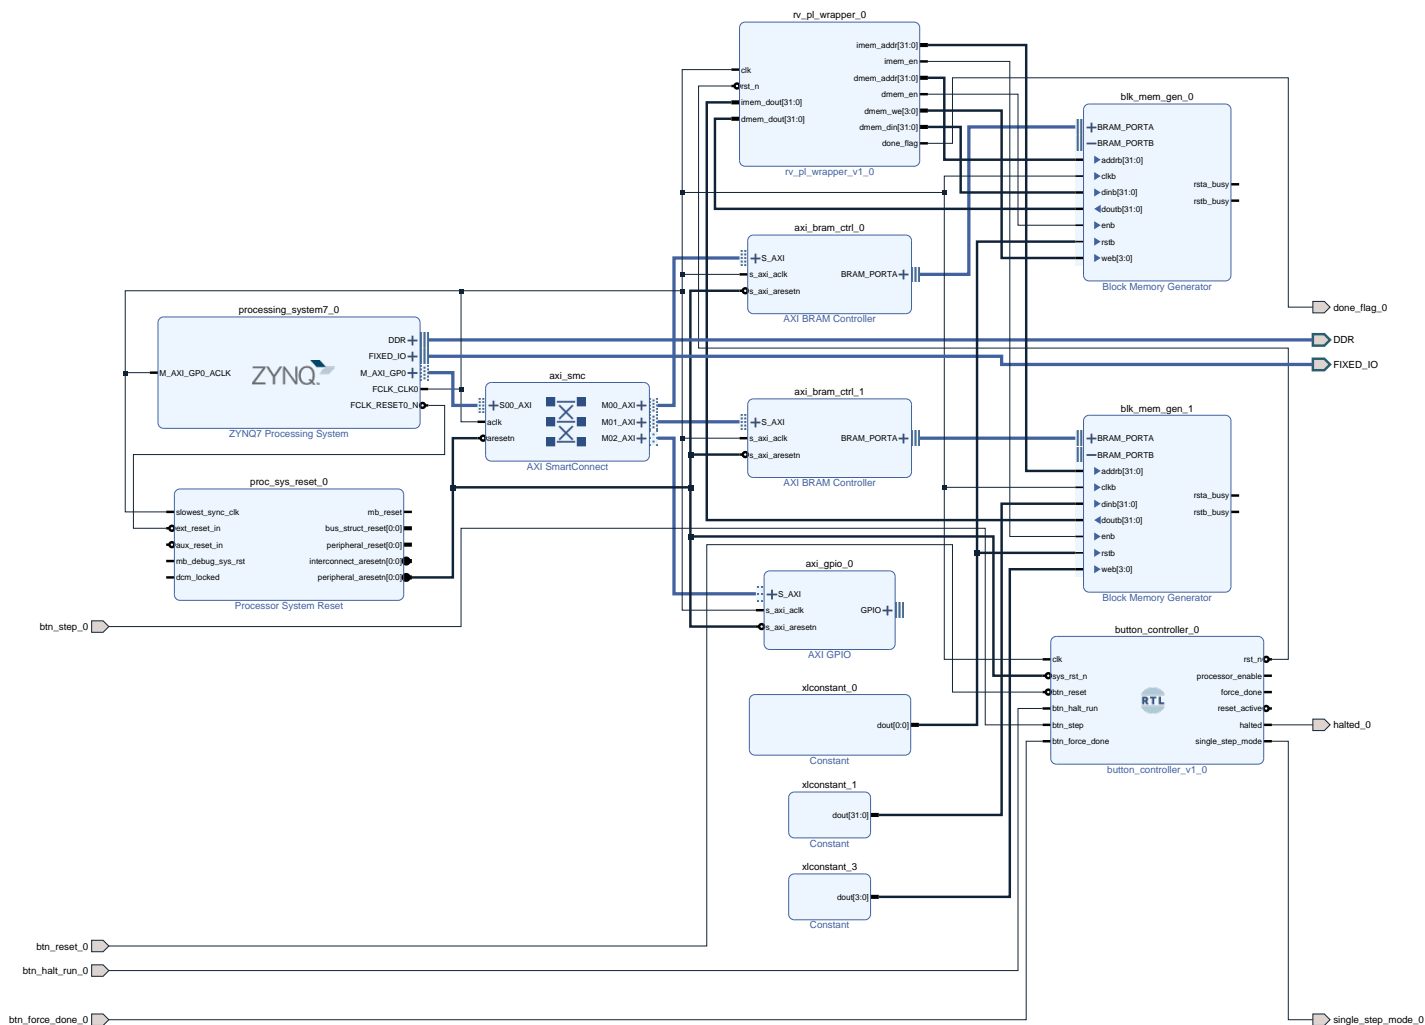 rv_pl_wrapper_0
imem_addr[31:0]
imem_en
clk
dmem_addr[31:0]
rst_n
dmem_en
imem_dout[31:0]
dmem_we[3:0]
dmem_dout[31:0]
dmem_din[31:0]
done_flag
rv_pl_wrapper_v1_0
blk_mem_gen_0
BRAM_PORTA
BRAM_PORTB
addrb[31:0]
clkb
rsta_busy
dinb[31:0]
rstb_busy
doutb[31:0]
enb
rstb
web[3:0]
Block Memory Generator
axi_bram_ctrl_0
S_AXI
s_axi_aclk
BRAM_PORTA
s_axi_aresetn
AXI BRAM Controller
done_flag_0
DDR
FIXED_IO
processing_system7_0
DDR
FIXED_IO
M_AXI_GP0_ACLK
ZYNQ
M_AXI_GP0
FCLK_CLK0
FCLK_RESET0_N
ZYNQ7 Processing System
axi_smc
S00_AXI
M00_AXI
aclk
M01_AXI
aresetn
M02_AXI
AXI SmartConnect
axi_bram_ctrl_1
S_AXI
s_axi_aclk
BRAM_PORTA
s_axi_aresetn
AXI BRAM Controller
blk_mem_gen_1
BRAM_PORTA
BRAM_PORTB
addrb[31:0]
clkb
rsta_busy
dinb[31:0]
rstb_busy
doutb[31:0]
enb
rstb
web[3:0]
Block Memory Generator
proc_sys_reset_0
slowest_sync_clk
mb_reset
ext_reset_in
bus_struct_reset[0:0]
aux_reset_in
peripheral_reset[0:0]
mb_debug_sys_rst
interconnect_aresetn[0:0]
dcm_locked
peripheral_aresetn[0:0]
Processor System Reset
axi_gpio_0
S_AXI
s_axi_aclk
GPIO
s_axi_aresetn
AXI GPIO
btn_step_0
button_controller_0
clk
rst_n
sys_rst_n
processor_enable
btn_reset
force_done
btn_halt_run
RTL
reset_active
btn_step
halted
btn_force_done
single_step_mode
button_controller_v1_0
halted_0
xlconstant_0
dout[0:0]
Constant
xlconstant_1
dout[31:0]
Constant
xlconstant_3
dout[3:0]
Constant
btn_reset_0
btn_halt_run_0
btn_force_done_0
single_step_mode_0